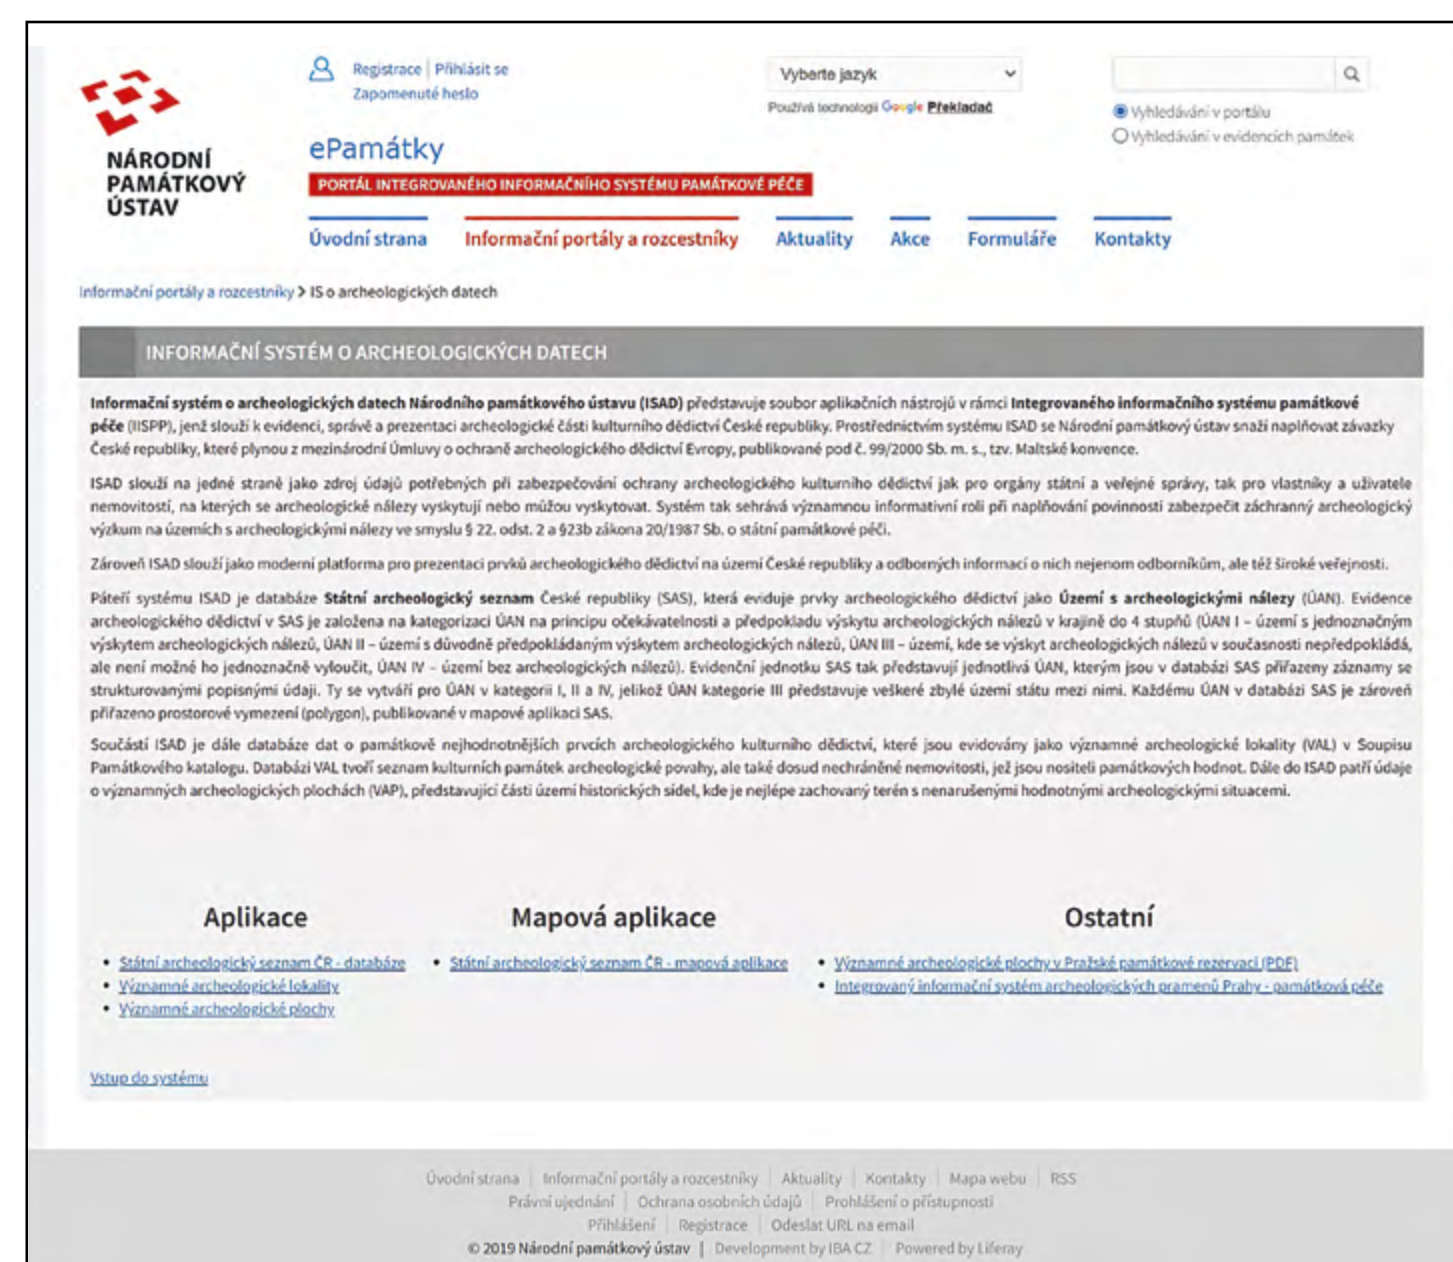 NÁRODNÍ
PAMÁTKOVÝ
ÚSTAV
Registrace | Přihlásit se
Zapomenuté heslo
Vyberte jazyk
Používá technologii Google Překladač
Vyhledávání v portálu
Vyhledávání v evidencích památek
ePamátky
PORTÁL INTEGROVANÉHO INFORMAČNÍHO SYSTÉMU PAMÁTKOVÉ PÉČE
Úvodní strana Informační portály a rozcestníky Aktuality Akce Formuláře Kontakty
Informační portály a rozcestníky > IS o archeologických datech
INFORMAČNÍ SYSTÉM O ARCHEOLOGICKÝCH DATECH
Informační systém o archeologických datech Národního památkového ústavu (ISAD) představuje soubor aplikačních nástrojů v rámci Integrovaného informačního systému památkové
péče (IISPP), jenž slouží k evidenci, správě a prezentaci archeologické části kulturního dědictví České republiky. Prostřednictvím systému ISAD se Národní památkový ústav snaží naplňovat závazky
České republiky, které plynou z mezinárodní Úmluvy o ochraně archeologického dědictví Evropy, publikované pod č. 99/2000 Sb. m. s., tzv. Maltské konvence.
ISAD slouží na jedné straně jako zdroj údajů potřebných při zabezpečování ochrany archeologického kulturního dědictví jak pro orgány státní a veřejné správy, tak pro vlastníky a uživatele
nemovitostí, na kterých se archeologické nálezy vyskytují nebo můžou vyskytovat. Systém tak sehrává významnou informativní roli při naplňování povinnosti zabezpečit záchranný archeologický
výzkum na územích s archeologickými nálezy ve smyslu § 22. odst. 2 a §23b zákona 20/1987 Sb. o státní památkové péči.
Zároveň ISAD slouží jako moderní platforma pro prezentaci prvků archeologického dědictví na území České republiky a odborných informací o nich nejenom odborníkům, ale též široké veřejnosti.
Páteří systému ISAD je databáze Státní archeologický seznam České republiky (SAS), která eviduje prvky archeologického dědictví jako Území s archeologickými nálezy (ÚAN). Evidence
archeologického dědictví v SAS je založena na kategorizaci ÚAN na principu očekávatelnosti a předpokladu výskytu archeologických nálezů v krajině do 4 stupňů (ÚAN I – území s jednoznačným
výskytem archeologických nálezů, ÚAN II – území s důvodně předpokládaným výskytem archeologických nálezů, ÚAN III – území, kde se výskyt archeologických nálezů v současnosti nepředpokládá,
ale není možné ho jednoznačně vyloučit, ÚAN IV – území bez archeologických nálezů). Evidenční jednotku SAS tak představují jednotlivá ÚAN, kterým jsou v databázi SAS přiřazeny záznamy se
strukturovanými popisnými údaji. Ty se vytváří pro ÚAN v kategorii I, II a IV, jelikož ÚAN kategorie III představuje veškeré zbylé území státu mezi nimi. Každému ÚAN v databázi SAS je zároveň
přiřazeno prostorové vymezení (polygon), publikované v mapové aplikaci SAS.
Součástí ISAD je dále databáze dat o památkově nejhodnotnějších prvcích archeologického kulturního dědictví, které jsou evidovány jako významné archeologické lokality (VAL) v Soupisu
Památkového katalogu. Databázi VAL tvoří seznam kulturních památek archeologické povahy, ale také dosud nechráněné nemovitosti, jež jsou nositeli památkových hodnot. Dále do ISAD patří údaje
o významných archeologických plochách (VAP), představující části území historických sídel, kde je nejlépe zachovaný terén s nenarušenými hodnotnými archeologickými situacemi.
Aplikace
• Státní archeologický seznam ČR - databáze
• Významné archeologické lokality
• Významné archeologické plochy
Mapová aplikace
• Státní archeologický seznam ČR - mapová aplikace
Ostatní
• Významné archeologické plochy v Pražské památkové rezervaci (PDF)
• Integrovaný informační systém archeologických pramenů Prahy - památková péče
Vstup do systému
Úvodní strana | Informační portály a rozcestníky | Aktuality | Kontakty | Mapa webu | RSS
Právní ujednání | Ochrana osobních údajů | Prohlášení o přístupnosti
Přihlášení | Registrace | Odeslat URL na email
© 2019 Národní památkový ústav | Development by IBA CZ | Powered by Liferay